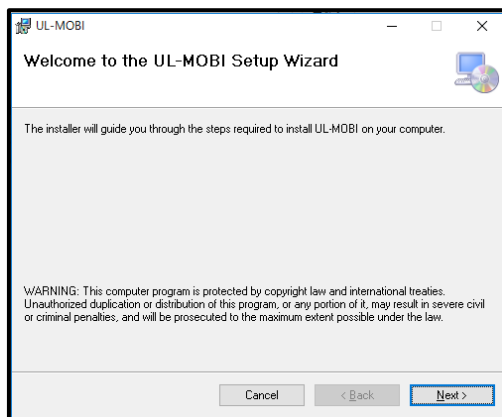 UL-MOBI
Welcome to the UL-MOBI Setup Wizard
The installer will guide you through the steps required to install UL-MOBI on your computer.
WARNING: This computer program is protected by copyright law and international treaties.
Unauthorized duplication or distribution of this program, or any portion of it, may result in severe civil
or criminal penalties, and will be prosecuted to the maximum extent possible under the law.
Cancel < Back Next >